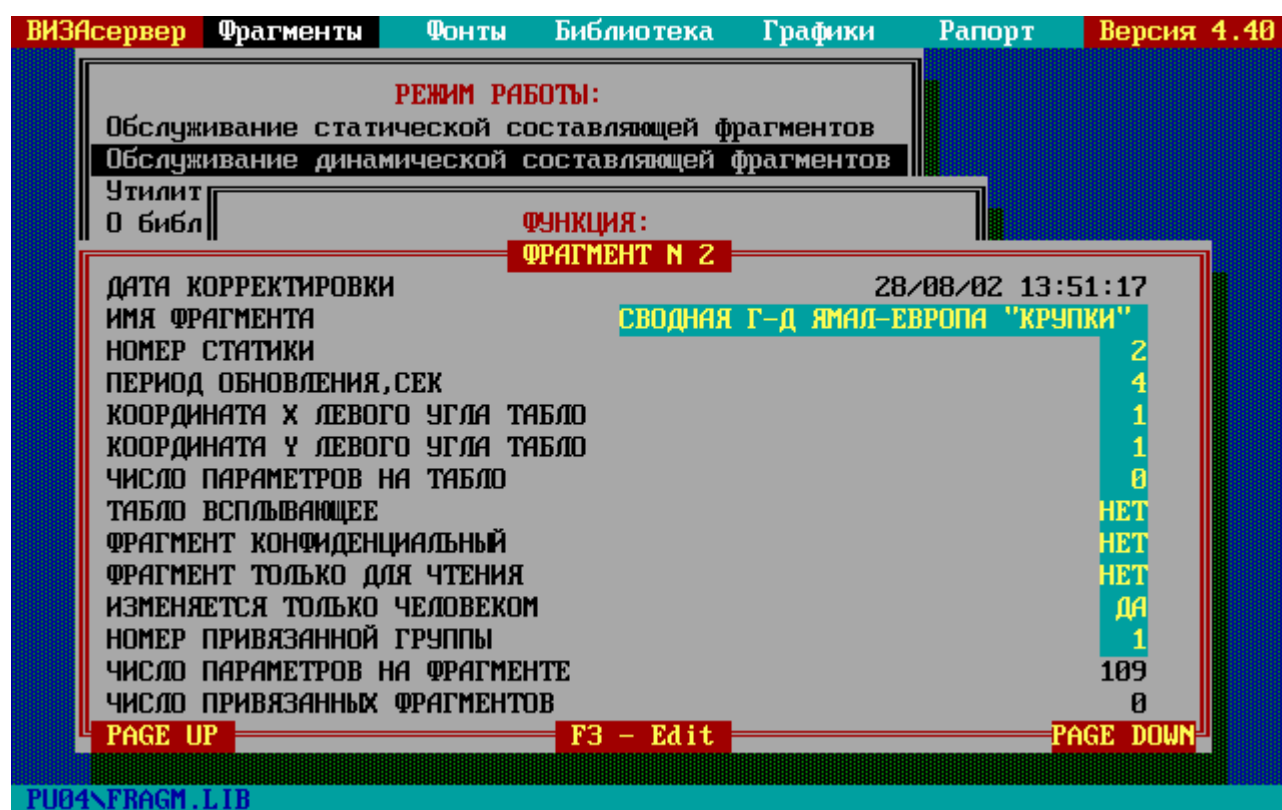 ВИЗАсервер Фрагменты Фонты Библиотека Графики Рапорт Версия 4.40
РЕЖИМ РАБОТЫ:
Обслуживание статической составляющей фрагментов
Обслуживание динамической составляющей фрагментов
Утилит
О библ
ФУНКЦИЯ:
ФРАГМЕНТ N 2
ДАТА КОРРЕКТИРОВКИ 28/08/02 13:51:17
ИМЯ ФРАГМЕНТА СВОДНАЯ Г-Д ЯМАЛ-ЕВРОПА "КРУПКИ"
НОМЕР СТАТИКИ 2
ПЕРИОД ОБНОВЛЕНИЯ,СЕК 4
КООРДИНАТА X ЛЕВОГО УГЛА ТАБЛО 1
КООРДИНАТА Y ЛЕВОГО УГЛА ТАБЛО 1
ЧИСЛО ПАРАМЕТРОВ НА ТАБЛО 0
ТАБЛО ВСПЛЫВАЮЩЕЕ НЕТ
ФРАГМЕНТ КОНФИДЕНЦИАЛЬНЫЙ НЕТ
ФРАГМЕНТ ТОЛЬКО ДЛЯ ЧТЕНИЯ НЕТ
ИЗМЕНЯЕТСЯ ТОЛЬКО ЧЕЛОВЕКОМ ДА
НОМЕР ПРИВЯЗАННОЙ ГРУППЫ 1
ЧИСЛО ПАРАМЕТРОВ НА ФРАГМЕНТЕ 109
ЧИСЛО ПРИВЯЗАННЫХ ФРАГМЕНТОВ 0
PAGE UP F3 - Edit PAGE DOWN
PU04\FRAGM.LIB